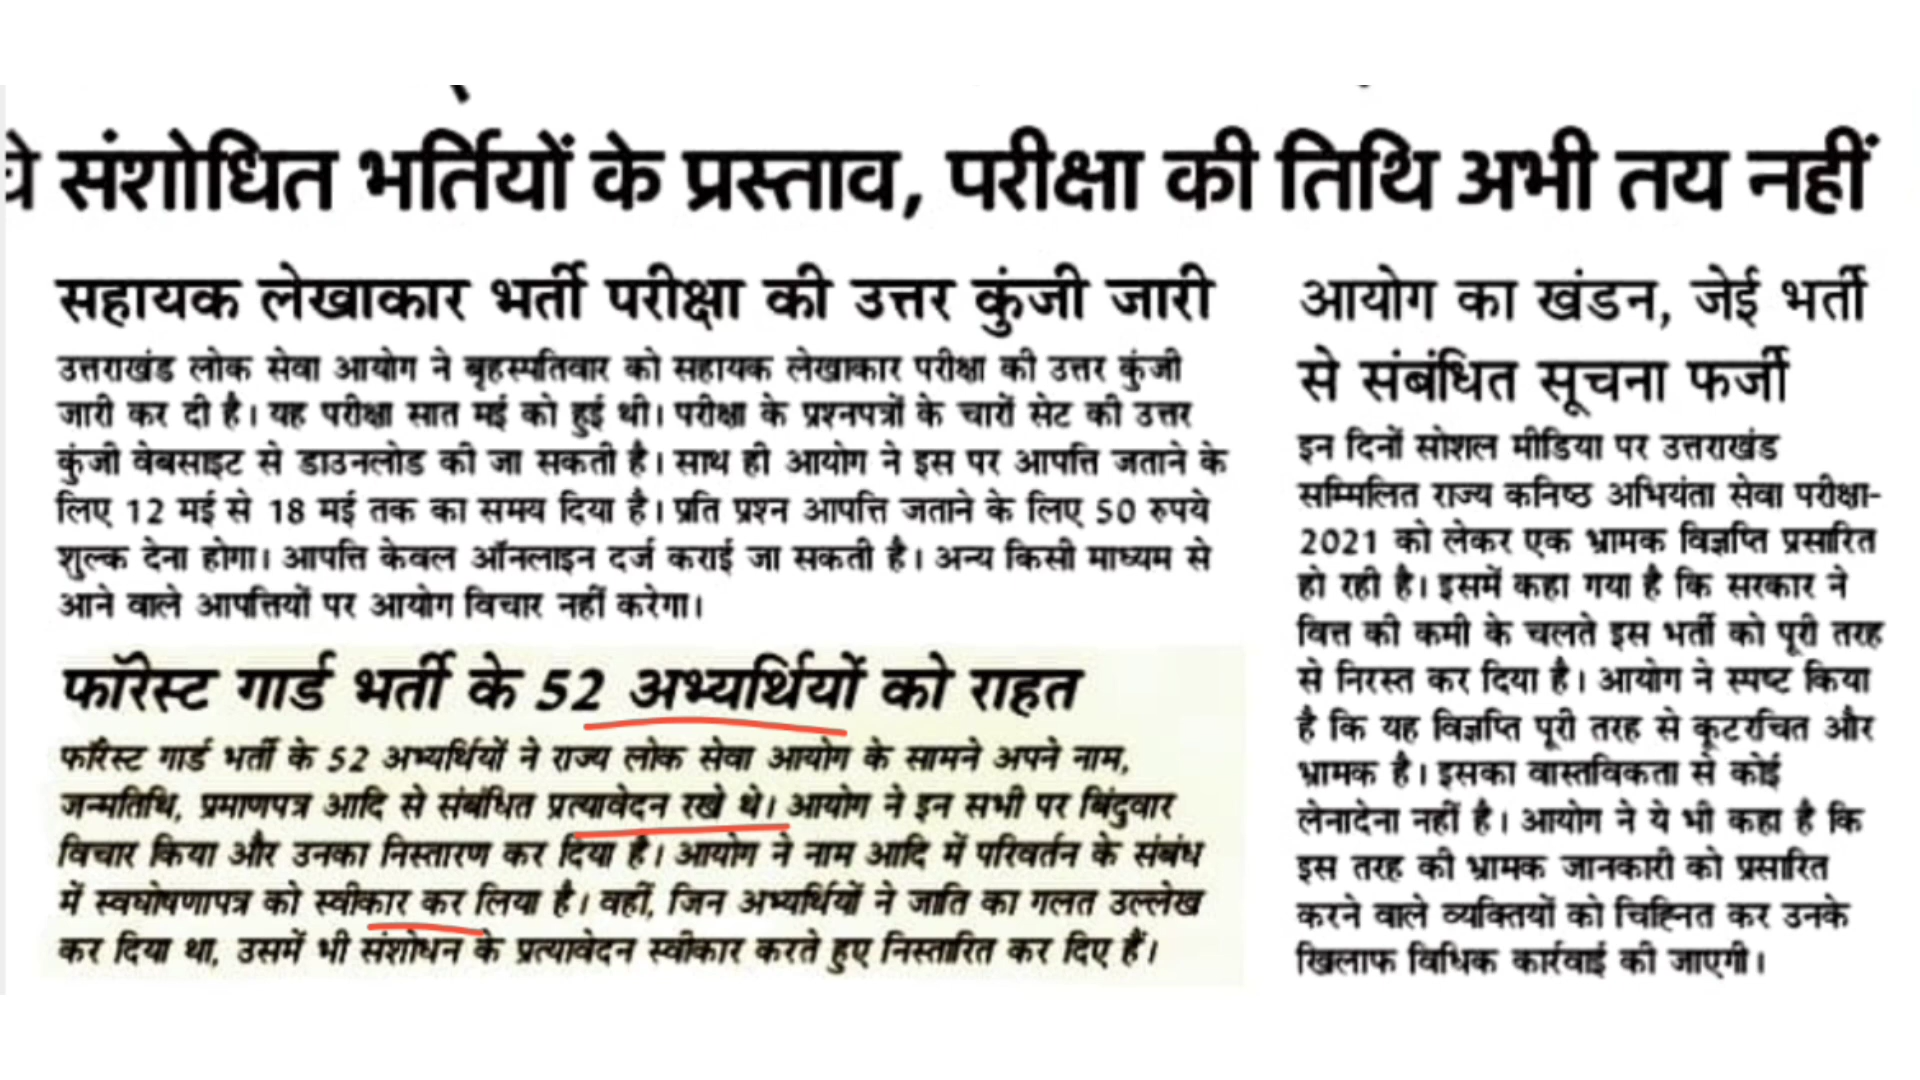 संशोधित भर्तियों के प्रस्ताव, परीक्षा की तिथि अभी तय नहीं
सहायक लेखाकार भर्ती परीक्षा की उत्तर कुंजी जारी
उत्तराखंड लोक सेवा आयोग ने बृहस्पतिवार को सहायक लेखाकार परीक्षा की उत्तर कुंजी
जारी कर दी है। यह परीक्षा सात मई को हुई थी। परीक्षा के प्रश्नपत्रों के चारों सेट की उत्तर
कुंजी वेबसाइट से डाउनलोड की जा सकती है। साथ ही आयोग ने इस पर आपत्ति जताने के
लिए 12 मई से 18 मई तक का समय दिया है। प्रति प्रश्न आपत्ति जताने के लिए 50 रुपये
शुल्क देना होगा। आपत्ति केवल ऑनलाइन दर्ज कराई जा सकती है। अन्य किसी माध्यम से
आने वाले आपत्तियों पर आयोग विचार नहीं करेगा।
फॉरेस्ट गार्ड भर्ती के 52 अभ्यर्थियों को राहत
फॉरेस्ट गार्ड भर्ती के 52 अभ्यर्थियों ने राज्य लोक सेवा आयोग के सामने अपने नाम,
जन्मतिथि, प्रमाणपत्र आदि से संबंधित प्रत्यावेदन रखे थे। आयोग ने इन सभी पर बिंदुवार
विचार किया और उनका निस्तारण कर दिया है। आयोग ने नाम आदि में परिवर्तन के संबंध
में स्वघोषणापत्र को स्वीकार कर लिया है। वहीं, जिन अभ्यर्थियों ने जाति का गलत उल्लेख
कर दिया था, उसमें भी संशोधन के प्रत्यावेदन स्वीकार करते हुए निस्तारित कर दिए हैं।
आयोग का खंडन, जेई भर्ती
से संबंधित सूचना फर्जी
इन दिनों सोशल मीडिया पर उत्तराखंड
सम्मिलित राज्य कनिष्ठ अभियंता सेवा परीक्षा-
2021 को लेकर एक भ्रामक विज्ञप्ति प्रसारित
हो रही है। इसमें कहा गया है कि सरकार ने
वित्त की कमी के चलते इस भर्ती को पूरी तरह
से निरस्त कर दिया है। आयोग ने स्पष्ट किया
है कि यह विज्ञप्ति पूरी तरह से कूटरचित और
भ्रामक है। इसका वास्तविकता से कोई
लेनादेना नहीं है। आयोग ने ये भी कहा है कि
इस तरह की भ्रामक जानकारी को प्रसारित
करने वाले व्यक्तियों को चिह्नित कर उनके
खिलाफ विधिक कार्रवाई की जाएगी।